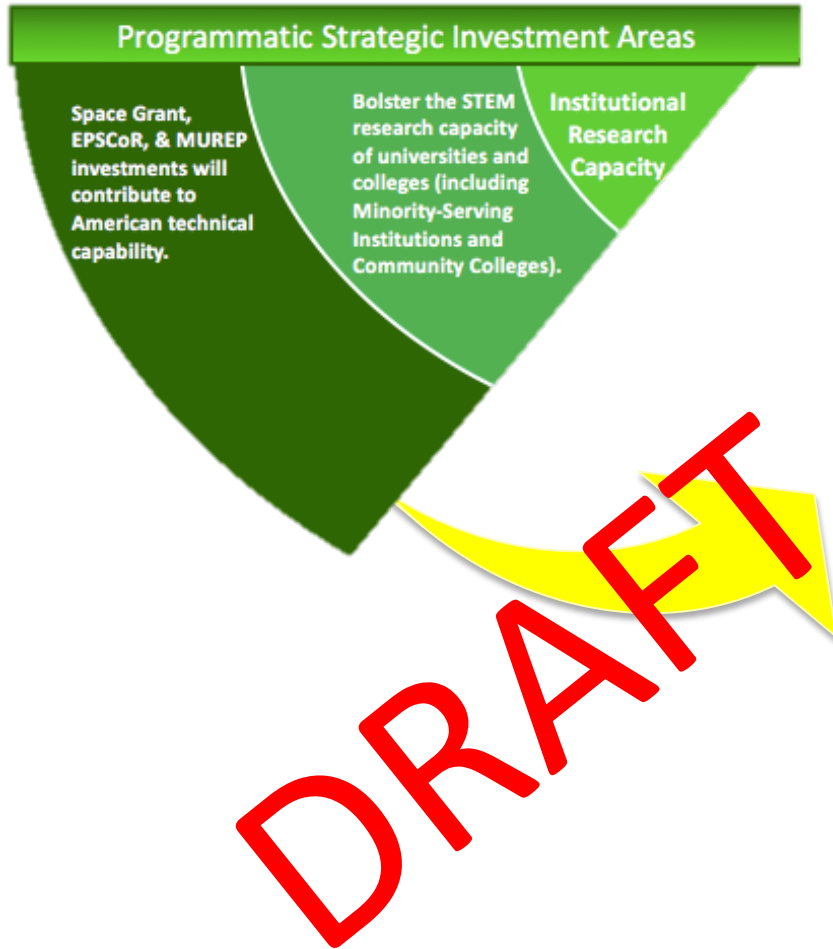 Programmatic Strategic Investment Areas
Space Grant,
EPSCoR, & MUREP
investments will
contribute to
American technical
capability.
Bolster the STEM
research capacity
of universities and
colleges (including
Minority-Serving
Institutions and
Community Colleges).
Institutional
Research
Capacity
DRAFT